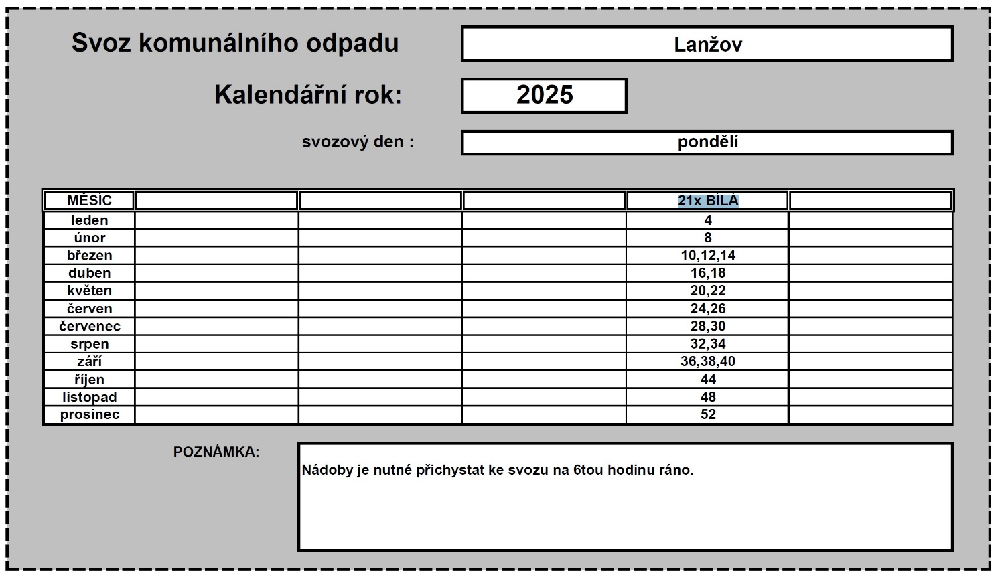 Svoz komunálního odpadu Lanžov
Kalendářní rok: 2025
svozový den : pondělí
MĚSÍC 21x BÍLÁ
leden 4
únor 8
březen 10,12,14
duben 16,18
květen 20,22
červen 24,26
červenec 28,30
srpen 32,34
září 36,38,40
říjen 44
listopad 48
prosinec 52
POZNÁMKA:
Nádoby je nutné přichystat ke svozu na 6tou hodinu ráno.